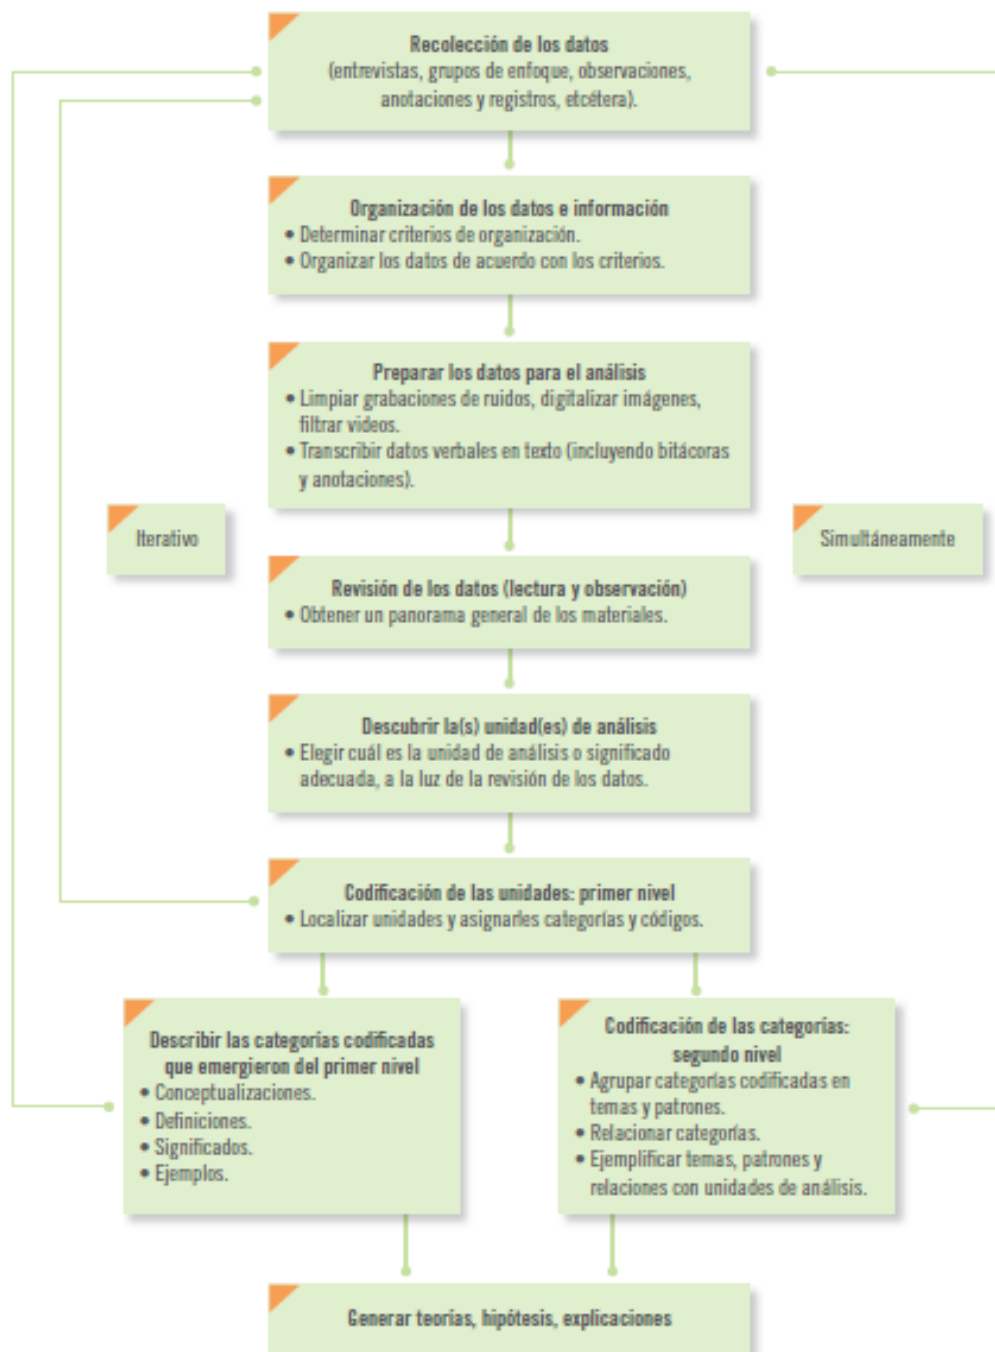 Recolección de los datos
(entrevistas, grupos de enfoque, observaciones,
anotaciones y registros, etcétera).
Organización de los datos e información
• Determinar criterios de organización.
• Organizar los datos de acuerdo con los criterios.
Preparar los datos para el análisis
• Limpiar grabaciones de ruidos, digitalizar imágenes,
filtrar videos.
• Transcribir datos verbales en texto (incluyendo bitácoras
y anotaciones).
Iterativo
Simultáneamente
Revisión de los datos (lectura y observación)
• Obtener un panorama general de los materiales.
Descubrir la(s) unidad(es) de análisis
• Elegir cuál es la unidad de análisis o significado
adecuada, a la luz de la revisión de los datos.
Codificación de las unidades: primer nivel
• Localizar unidades y asignarles categorías y códigos.
Describir las categorías codificadas
que emergieron del primer nivel
• Conceptualizaciones.
• Definiciones.
• Significados.
• Ejemplos.
Codificación de las categorías:
segundo nivel
• Agrupar categorías codificadas en
temas y patrones.
• Relacionar categorías.
• Ejemplificar temas, patrones y
relaciones con unidades de análisis.
Generar teorías, hipótesis, explicaciones